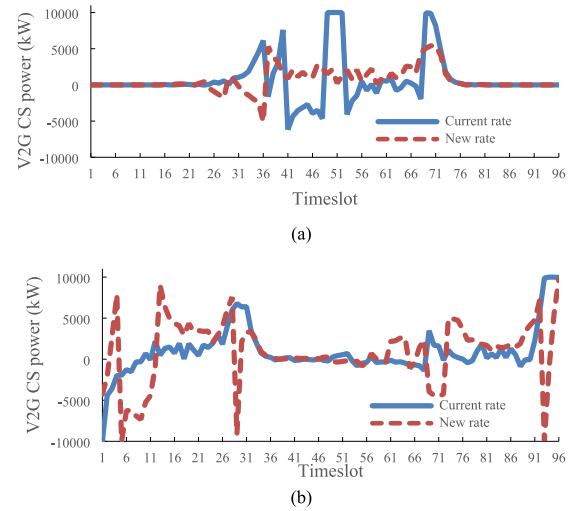 V2G CS power (kW)
10000
5000
0
-5000
-10000
Current rate
New rate
1 6 11 16 21 26 31 36 41 46 51 56 61 66 71 76 81 86 91 96
Timeslot
(a)
V2G CS power (kW)
10000
5000
0
-5000
-10000
Current rate
New rate
1 6 11 16 21 26 31 36 41 46 51 56 61 66 71 76 81 86 91 96
Timeslot
(b)